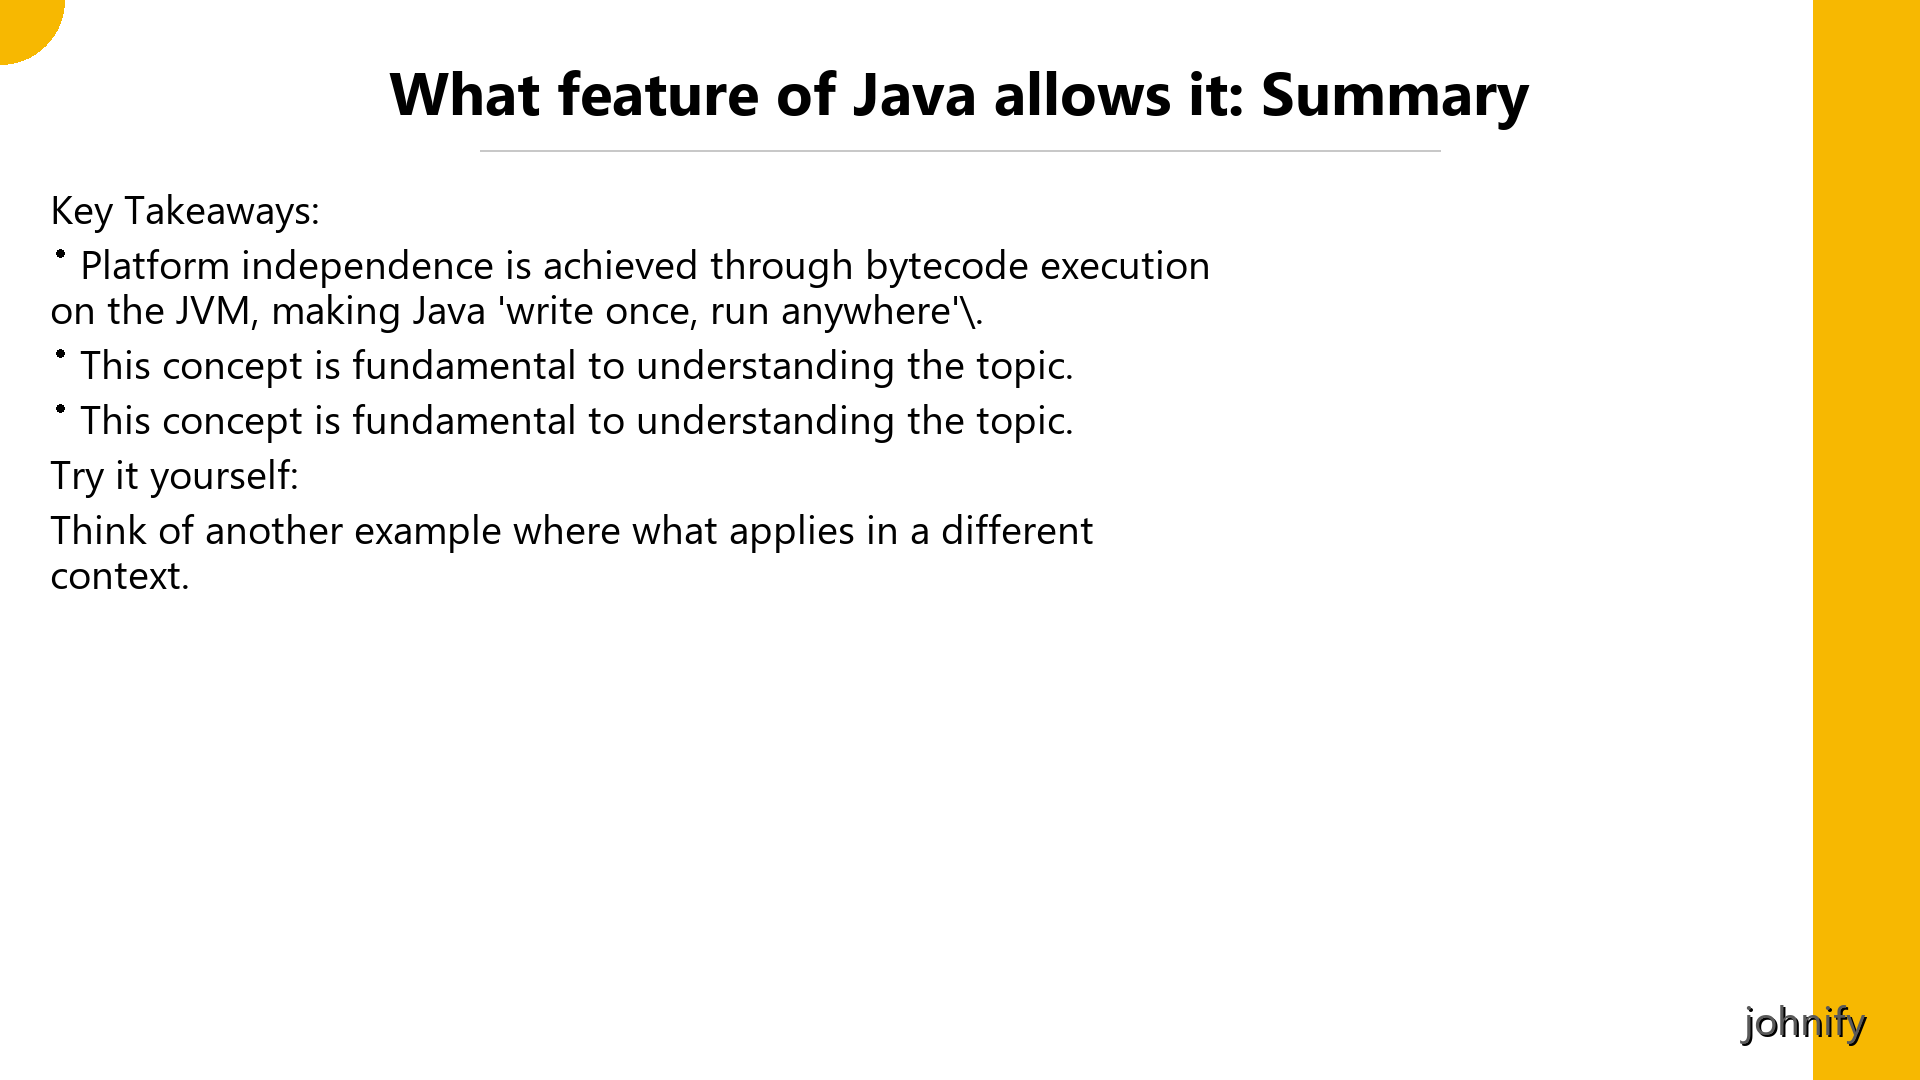 What feature of Java allows it: Summary
Key Takeaways:
• Platform independence is achieved through bytecode execution
on the JVM, making Java 'write once, run anywhere'\.
• This concept is fundamental to understanding the topic.
• This concept is fundamental to understanding the topic.
Try it yourself:
Think of another example where what applies in a different
context.
johnify